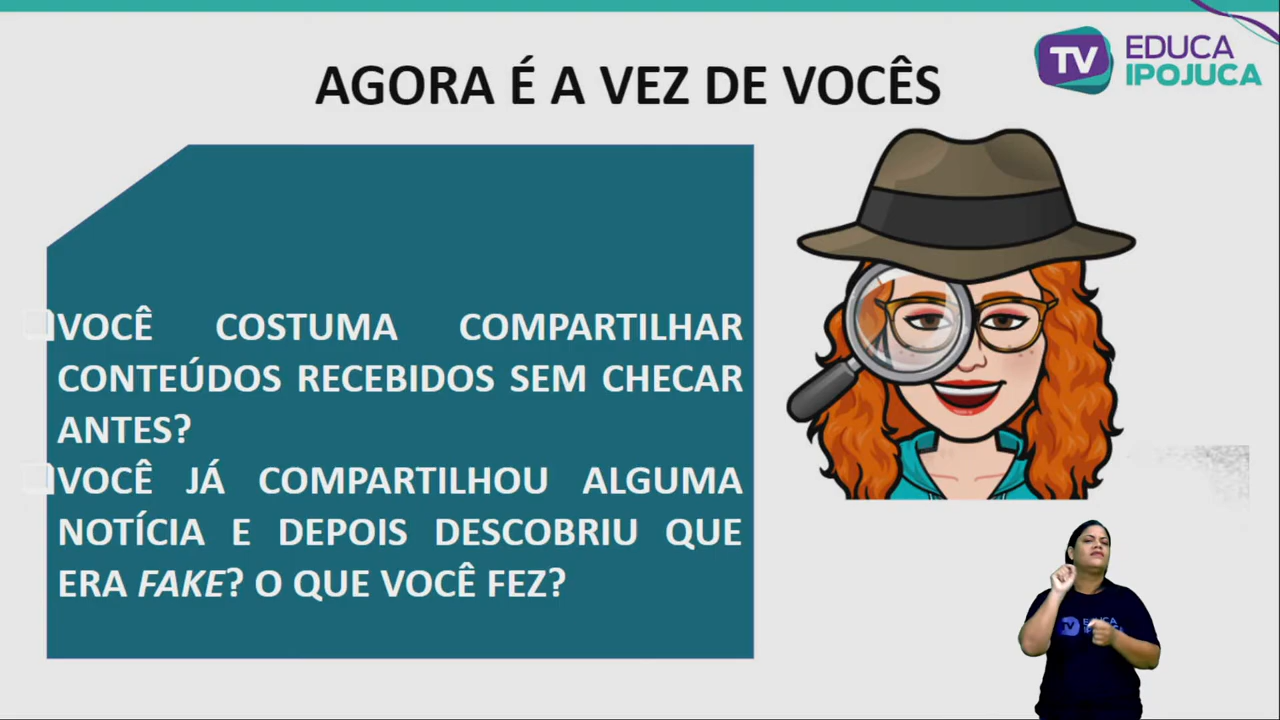 AGORA É A VEZ DE VOCÊS
TV EDUCA
IPOJUCA
VOCÊ COSTUMA COMPARTILHAR
CONTEÚDOS RECEBIDOS SEM CHECAR
ANTES?
VOCÊ JÁ COMPARTILHOU ALGUMA
NOTÍCIA E DEPOIS DESCOBRIU QUE
ERA FAKE? O QUE VOCÊ FEZ?
TV